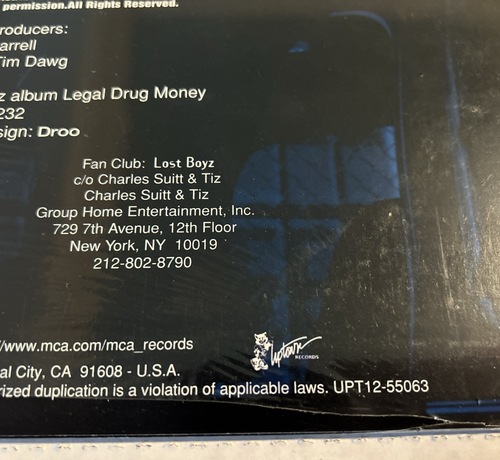 permission.All Rights Reserved.
roducers:
arrell
Tim Dawg
z album Legal Drug Money
232
sign: Droo
Fan Club: Lost Boyz
c/o Charles Suitt & Tiz
Charles Suitt & Tiz
Group Home Entertainment, Inc.
729 7th Avenue, 12th Floor
New York, NY 10019
212-802-8790
/www.mca.com/mca_records
Uptown
RECORDS
al City, CA 91608 - U.S.A.
rized duplication is a violation of applicable laws. UPT12-55063